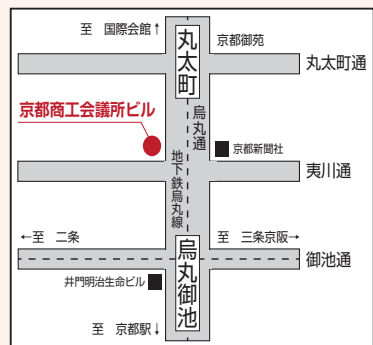 至 国際会館↑
京都御苑
丸太町
丸太町通
京都商工会議所ビル
烏丸通
地下鉄烏丸線
京都新聞社
夷川通
←至 二条
至 三条京阪→
烏丸御池
御池通
井門明治生命ビル
至 京都駅↓